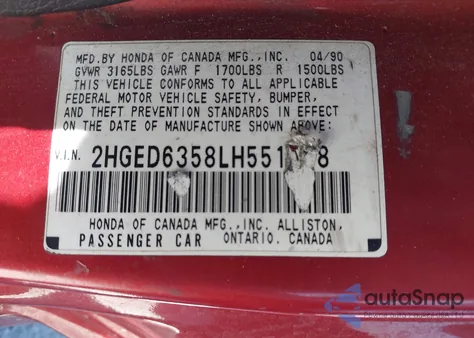 MFD.BY HONDA OF CANADA MFG.,INC. 04/90
GVWR 3165LBS GAWR F 1700LBS R 1500LBS
THIS VEHICLE CONFORMS TO ALL APPLICABLE
FEDERAL MOTOR VEHICLE SAFETY, BUMPER,
AND THEFT PREVENTION STANDARDS IN EFFECT
ON THE DATE OF MANUFACTURE SHOWN ABOVE:
V.I.N.
HONDA OF CANADA MFG.,INC. ALLISTON,
PASSENGER CAR ONTARIO. CANADA
autoSnap